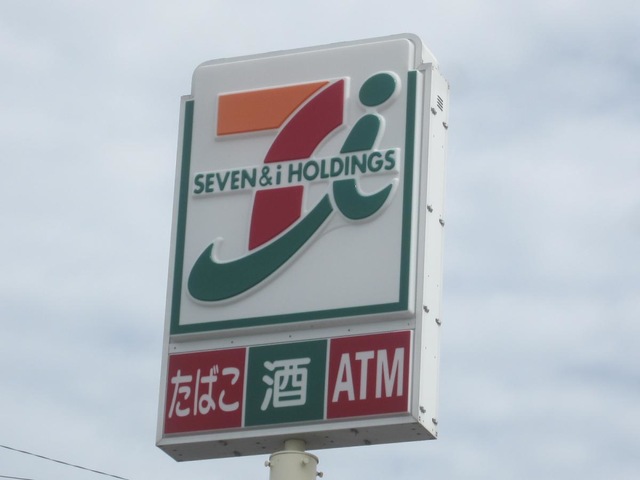 SEVEN & i HOLDINGS
たばこ 酒 ATM